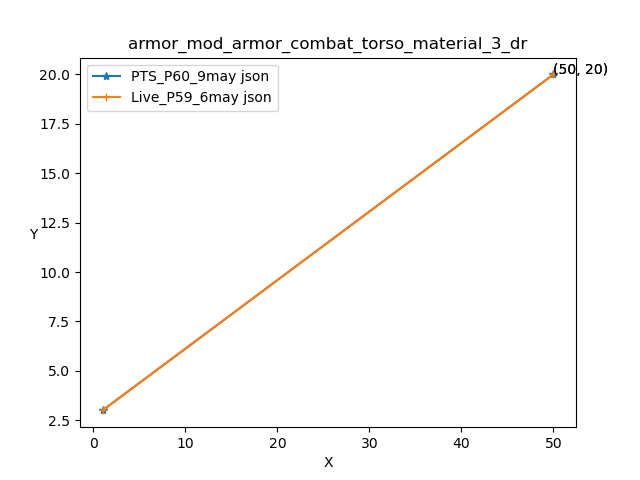 armor_mod_armor_combat_torso_material_3_dr
PTS_P60_9may json
Live_P59_6may json
(50, 20)
20.0
17.5
15.0
12.5
10.0
7.5
5.0
2.5
Y
0 10 20 30 40 50
X